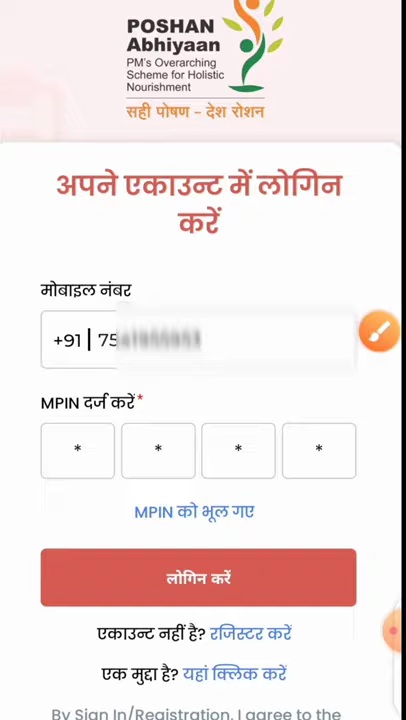 POSHAN
Abhiyaan
PM's Overarching
Scheme for Holistic
Nourishment
सही पोषण - देश रोशन
अपने एकाउन्ट में लोगिन
करें
मोबाइल नंबर
+91 75
MPIN दर्ज करें*
* * * *
MPIN को भूल गए
लोगिन करें
एकाउन्ट नहीं है? रजिस्टर करें
एक मुद्दा है? यहां क्लिक करें
By Sign In/Registration, I agree to the